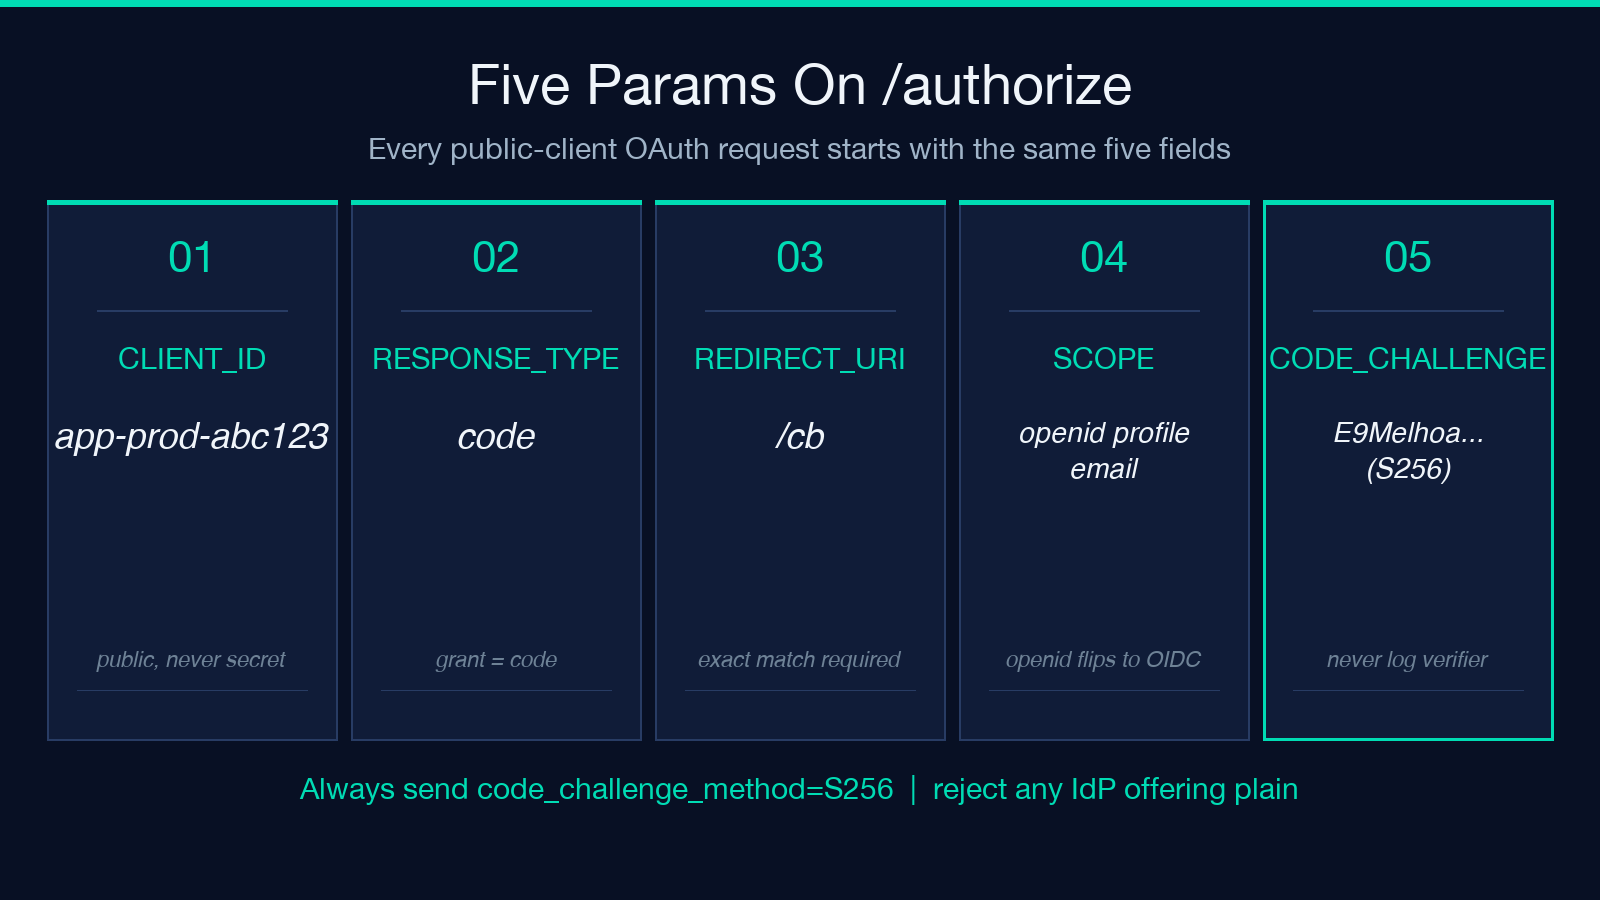 Five Params On /authorize
Every public-client OAuth request starts with the same five fields
01
CLIENT_ID
app-prod-abc123
public, never secret
02
RESPONSE_TYPE
code
grant = code
03
REDIRECT_URI
/cb
exact match required
04
SCOPE
openid profile
email
openid flips to OIDC
05
CODE_CHALLENGE
E9Melhoa...
(S256)
never log verifier
Always send code_challenge_method=S256 | reject any IdP offering plain